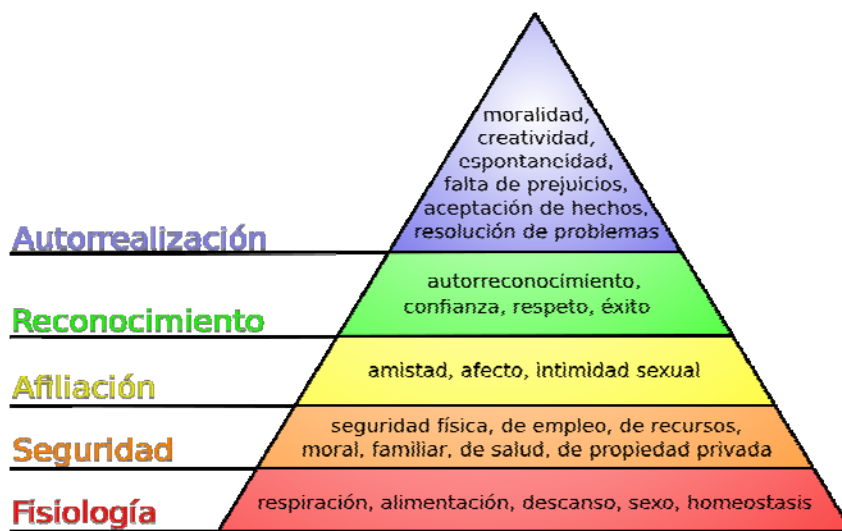 moralidad,
creatividad,
espontaneidad,
falta de prejuicios,
aceptación de hechos,
resolución de problemas
Autorrealización
autorreconocimiento,
confianza, respeto, éxito
Reconocimiento
amistad, afecto, intimidad sexual
Afiliación
seguridad física, de empleo, de recursos,
moral, familiar, de salud, de propiedad privada
Seguridad
respiración, alimentación, descanso, sexo, homeostasis
Fisiología